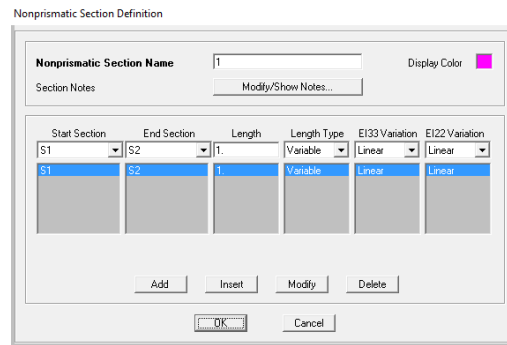 Nonprismatic Section Definition
Nonprismatic Section Name 1 Display Color
Section Notes Modify/Show Notes...
Start Section End Section Length Length Type EI33 Variation EI22 Variation
S1 S2 1. Variable Linear Linear
S1 S2 1. Variable Linear Linear
Add Insert Modify Delete
OK Cancel